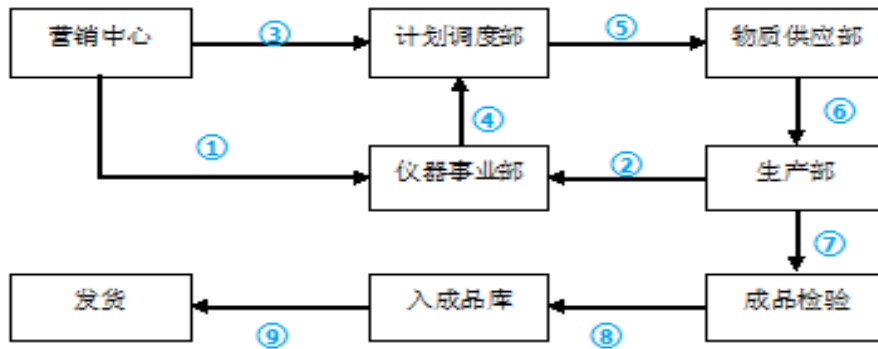 营销中心
③
计划调度部
⑤
物质供应部
①
④
⑥
仪器事业部
②
生产部
⑦
发货
⑨
入成品库
⑧
成品检验